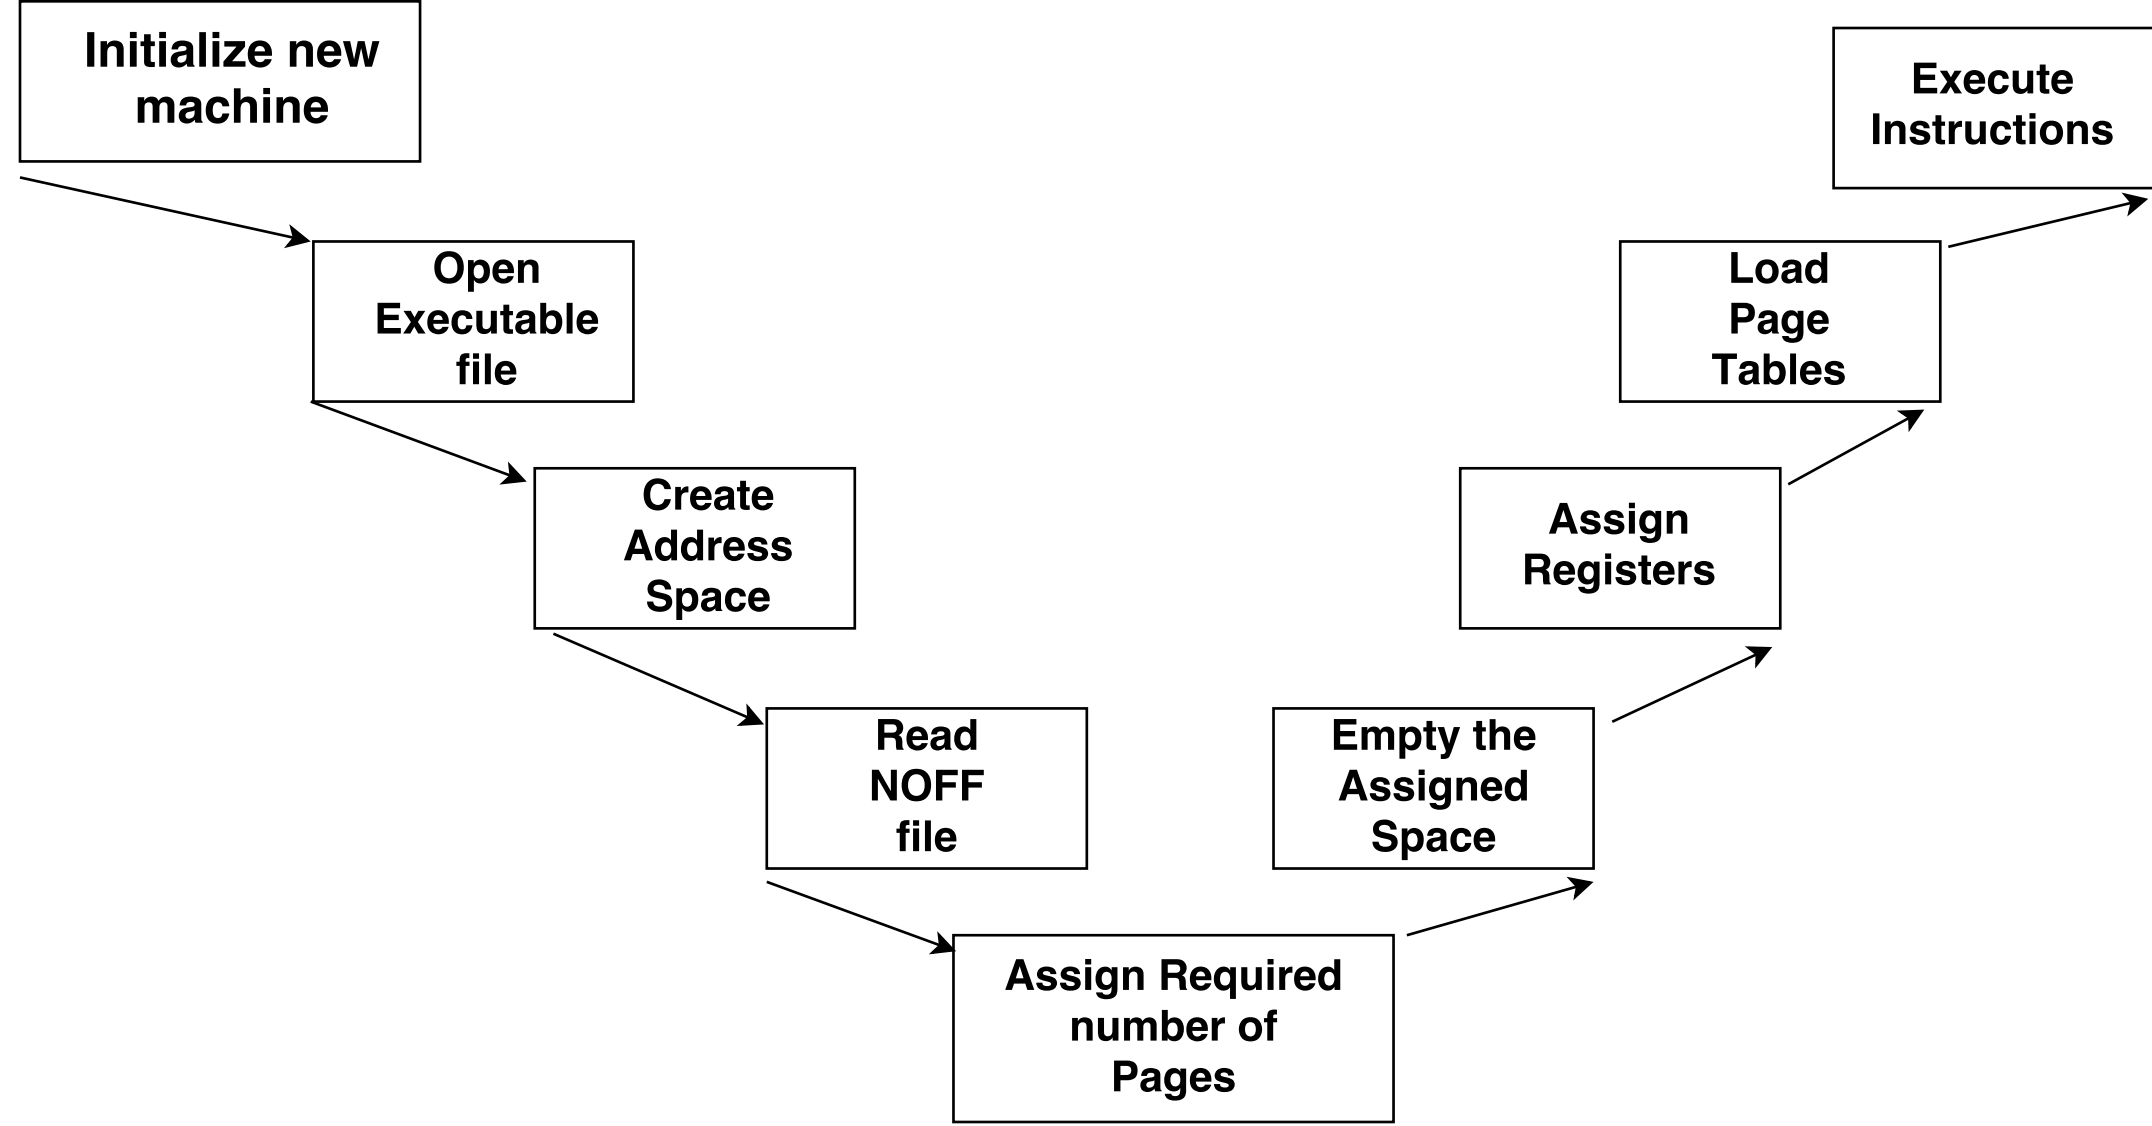 Initialize new
machine
Open
Executable
file
Create
Address
Space
Read
NOFF
file
Assign Required
number of
Pages
Empty the
Assigned
Space
Assign
Registers
Load
Page
Tables
Execute
Instructions